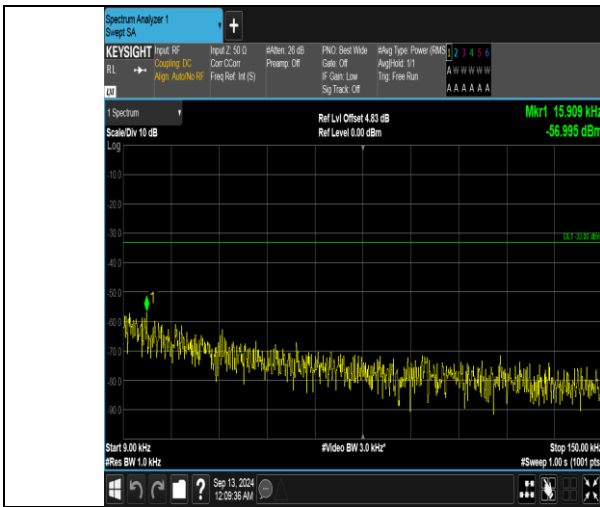 Spectrum Analyzer 1
Swept SA
KEYSIGHT
RL
LXI
Input: RF
Coupling: DC
Align: Auto/No RF
Input Z: 50 Ω
Corr CCorr
Freq Ref: Int (S)
#Atten: 26 dB
Preamp: Off
PNO: Best Wide
Gate: Off
IF Gain: Low
Sig Track: Off
#Avg Type: Power (RMS
Avg|Hold: 1/1
Trig: Free Run
1 2 3 4 5 6
A W W W W W
A A A A A A
1 Spectrum
Scale/Div 10 dB
Ref Lvl Offset 4.83 dB
Ref Level 0.00 dBm
Mkr1 15.909 kHz
-56.995 dBm
Log
-10.0
-20.0
-30.0
DL1 -33.00 dBm
-40.0
-50.0
1
-60.0
-70.0
-80.0
-90.0
Start 9.00 kHz
#Video BW 3.0 kHz*
Stop 150.00 kHz
#Res BW 1.0 kHz
#Sweep 1.00 s (1001 pts)
Sep 13, 2024
12:09:36 AM